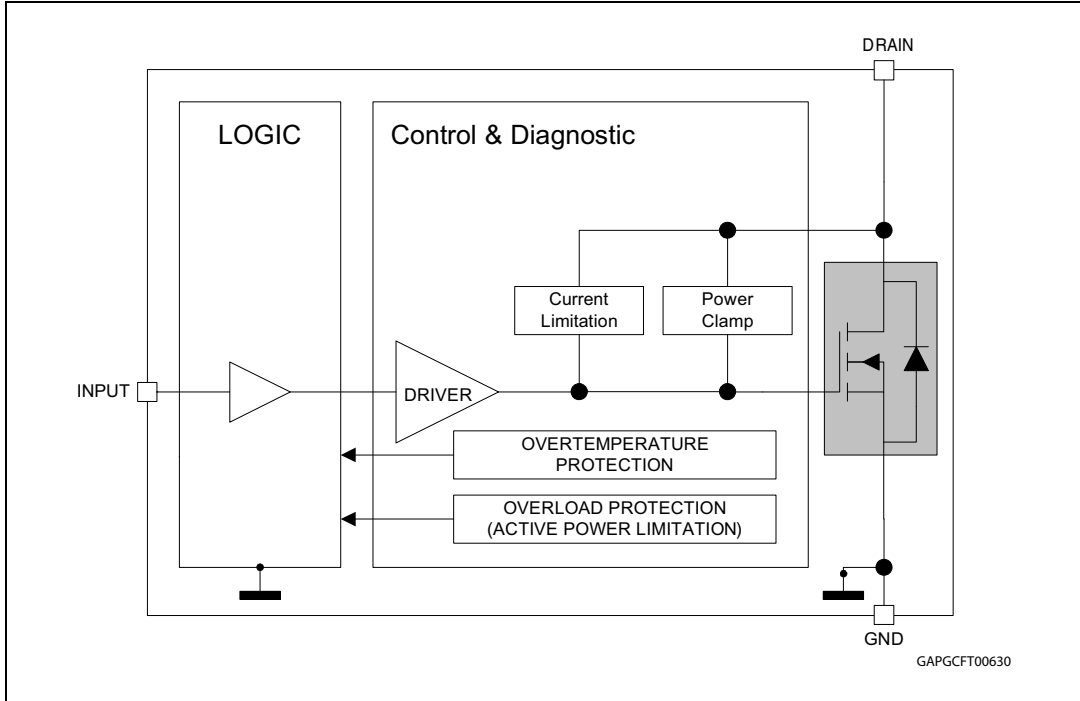 DRAIN
LOGIC
Control & Diagnostic
Current
Limitation
Power
Clamp
INPUT
DRIVER
OVERTEMPERATURE
PROTECTION
OVERLOAD PROTECTION
(ACTIVE POWER LIMITATION)
GND
GAPGCFT00630